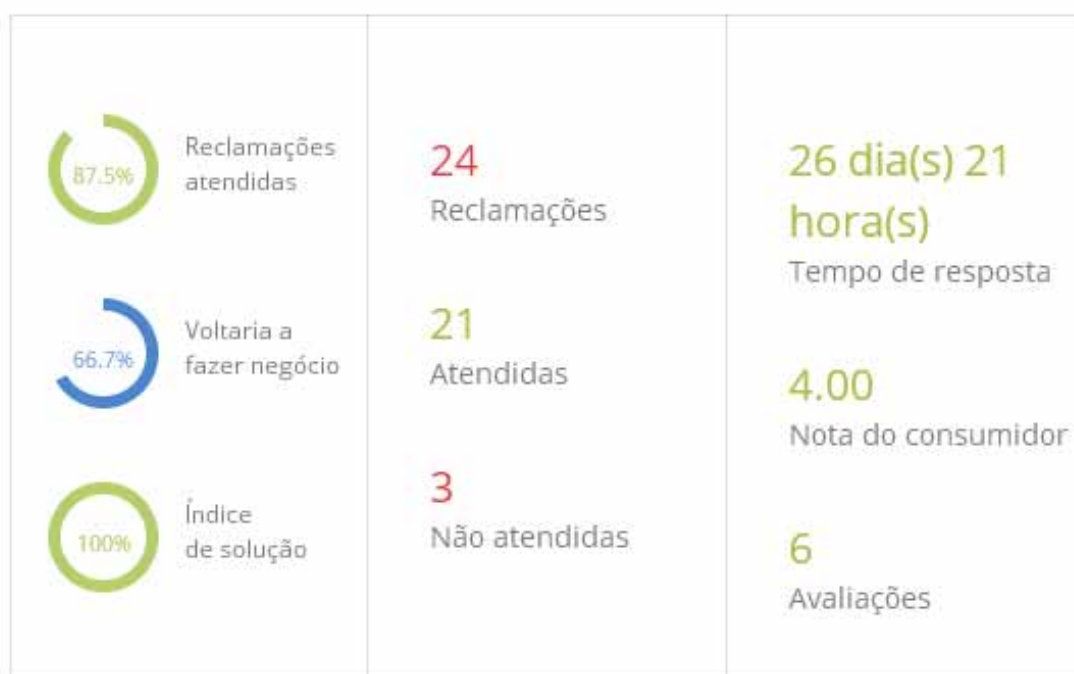 87.5%
Reclamações
atendidas
66.7%
Voltaria a
fazer negócio
100%
Índice
de solução
24
Reclamações
21
Atendidas
3
Não atendidas
26 dia(s) 21
hora(s)
Tempo de resposta
4.00
Nota do consumidor
6
Avaliações